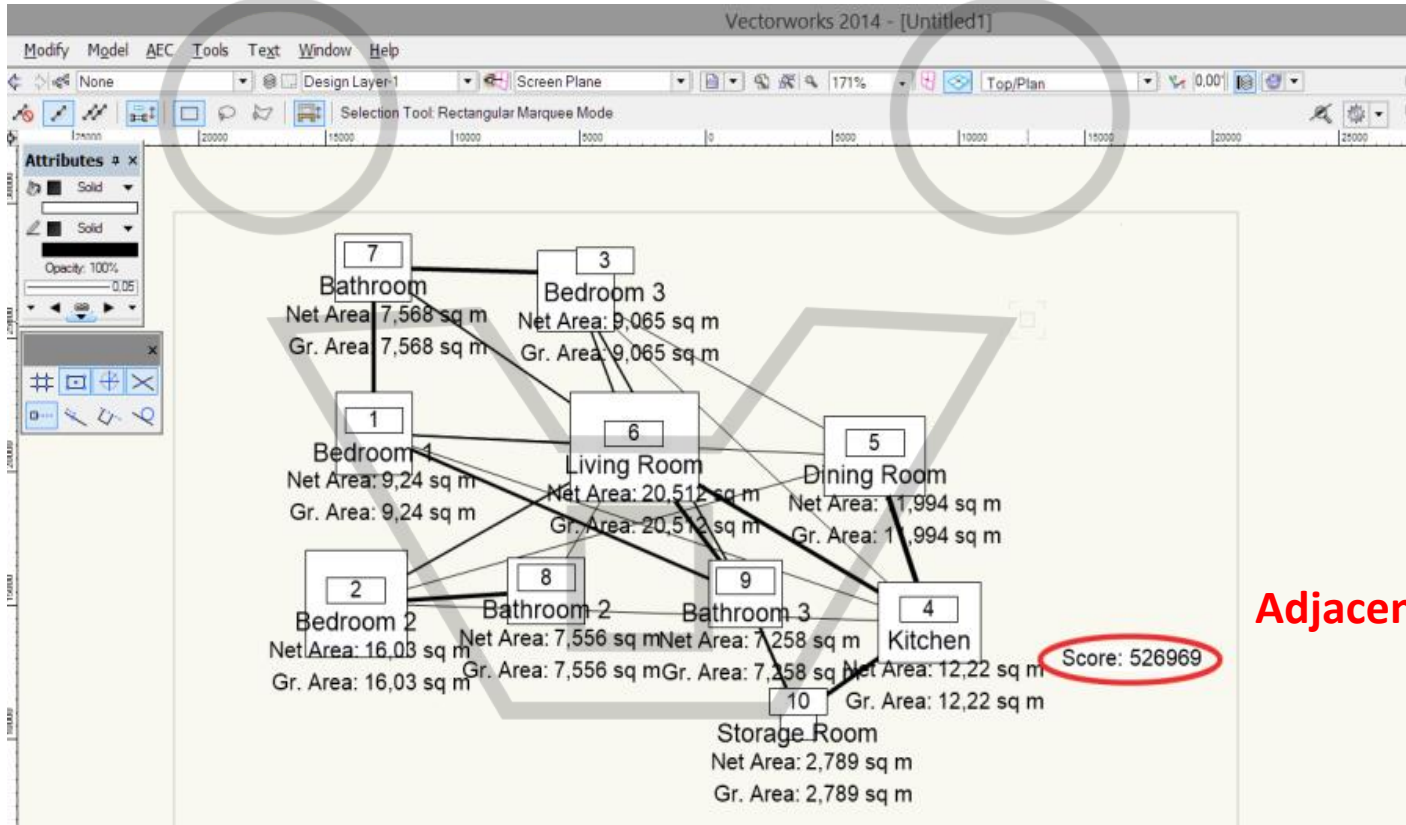 Vectorworks 2014 - [Untitled1]
Modify Model AEC Tools Text Window Help
None Design Layer-1 Screen Plane 171% Top/Plan 0,00°
Selection Tool: Rectangular Marquee Mode
25000 20000 15000 10000 5000 0 5000 10000 15000 20000 25000
Attributes
Solid
Solid
Opacity: 100%
0,05
7
Bathroom
Net Area: 7,568 sq m
Gr. Area: 7,568 sq m
3
Bedroom 3
Net Area: 9,065 sq m
Gr. Area: 9,065 sq m
1
Bedroom 1
Net Area: 9,24 sq m
Gr. Area: 9,24 sq m
6
Living Room
Net Area: 20,512 sq m
Gr. Area: 20,512 sq m
5
Dining Room
Net Area: 11,994 sq m
Gr. Area: 11,994 sq m
2
Bedroom 2
Net Area: 16,03 sq m
Gr. Area: 16,03 sq m
8
Bathroom 2
Net Area: 7,556 sq m
Gr. Area: 7,556 sq m
9
Bathroom 3
Net Area: 7,258 sq m
Gr. Area: 7,258 sq m
4
Kitchen
Net Area: 12,22 sq m
Gr. Area: 12,22 sq m
10
Storage Room
Net Area: 2,789 sq m
Gr. Area: 2,789 sq m
Score: 526969
Adjacen